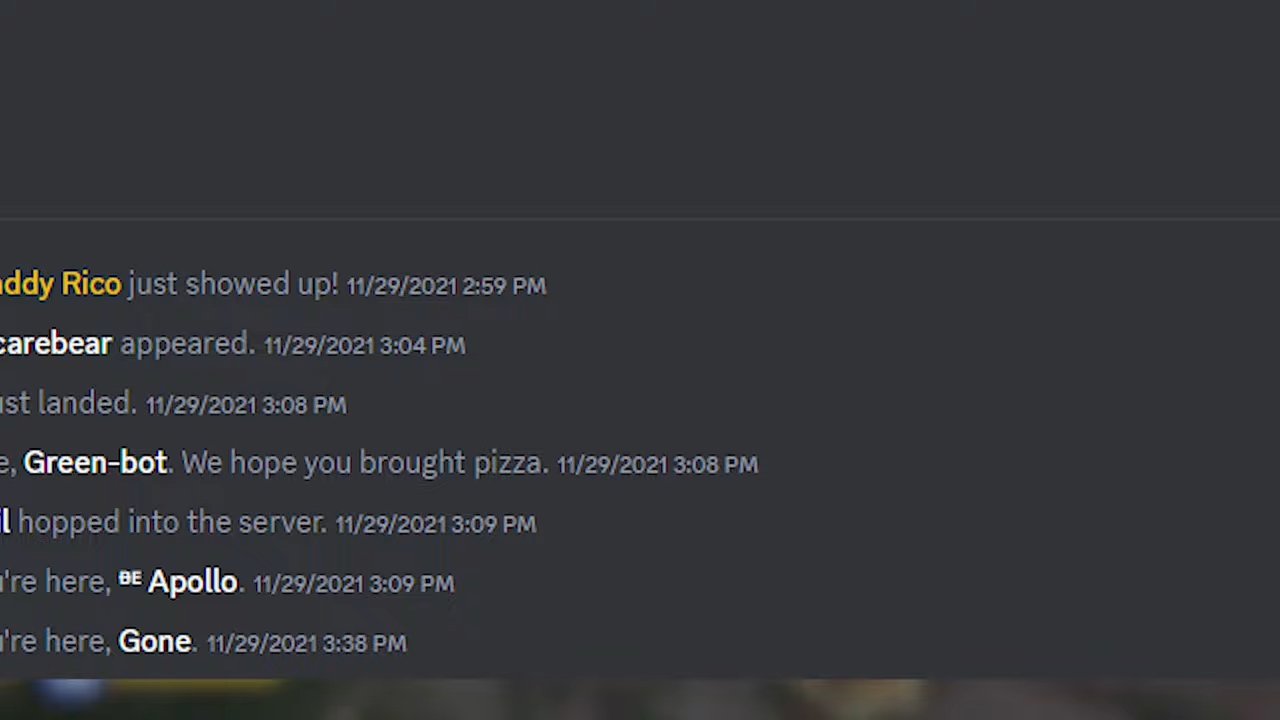 addy Rico just showed up! 11/29/2021 2:59 PM
carebear appeared. 11/29/2021 3:04 PM
ust landed. 11/29/2021 3:08 PM
e, Green-bot. We hope you brought pizza. 11/29/2021 3:08 PM
l hopped into the server. 11/29/2021 3:09 PM
u're here, ᴲᴱ Apollo. 11/29/2021 3:09 PM
u're here, Gone. 11/29/2021 3:38 PM